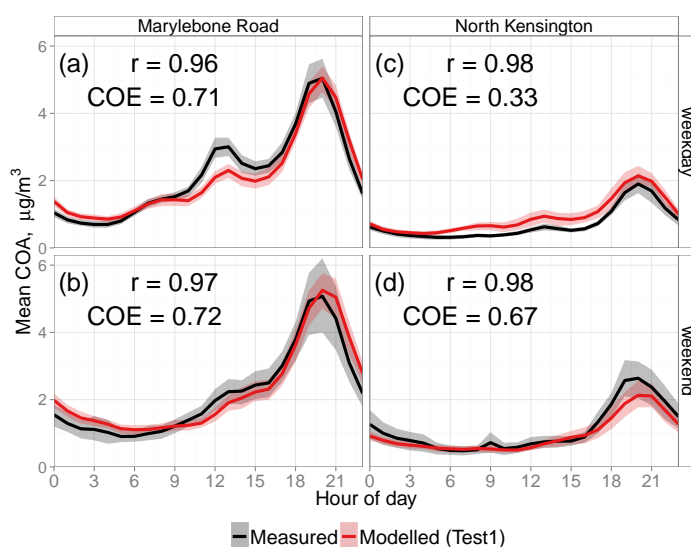 Marylebone Road
North Kensington
(a)
r = 0.96
COE = 0.71
(c)
r = 0.98
COE = 0.33
weekday
6
4
2
0
(b)
r = 0.97
COE = 0.72
(d)
r = 0.98
COE = 0.67
weekend
6
4
2
0
Mean COA, μg/m³
0 3 6 9 12 15 18 21 0 3 6 9 12 15 18 21
Hour of day
Measured Modelled (Test1)